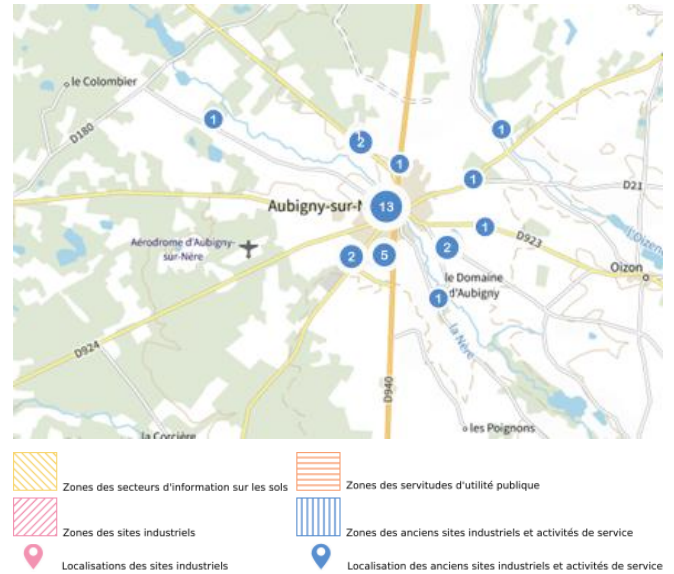 le Colombier
D180
1
1
2
1
1
1
D21
Aubigny-sur-N
13
1
D923
l'Oizen
Aérodrome d'Aubigny-
sur-Nère
2
5
2
Oizon
le Domaine
d'Aubigny
1
la Nère
D924
D940
la Corcière
les Poignons
Zones des secteurs d'information sur les sols
Zones des servitudes d'utilité publique
Zones des sites industriels
Zones des anciens sites industriels et activités de service
Localisations des sites industriels
Localisation des anciens sites industriels et activités de service